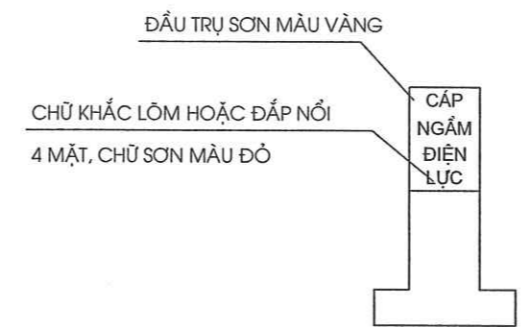 ĐẦU TRỤ SƠN MÀU VÀNG
CHỮ KHẮC LÕM HOẶC ĐẮP NỔI
4 MẶT, CHỮ SƠN MÀU ĐỎ
CÁP
NGẦM
ĐIỆN
LỰC